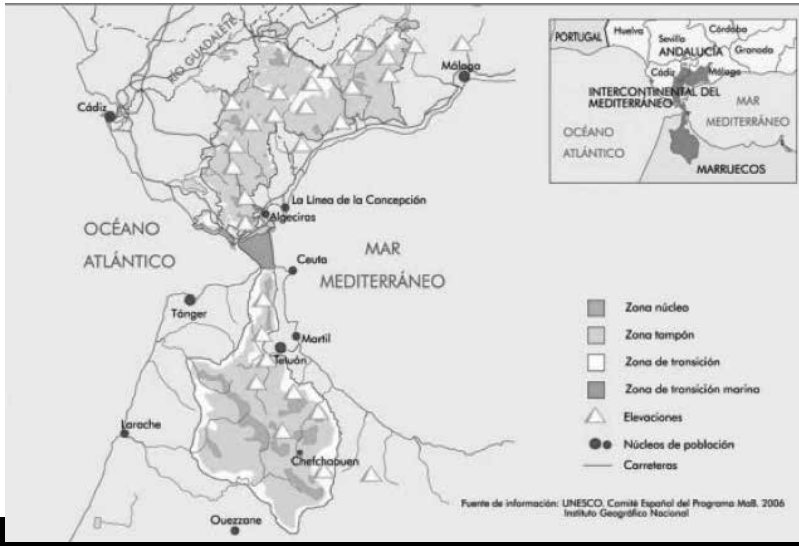 RIO GUADALETE
Málaga
Cádiz
La Línea de la Concepción
Algeciras
OCÉANO
ATLÁNTICO
MAR
MEDITERRÁNEO
Ceuta
Tánger
Martil
Tetuán
Larache
Chefchaouen
Ouezzane
PORTUGAL
Huelva
Sevilla
Córdoba
ANDALUCÍA
Granada
Cádiz
Málaga
INTERCONTINENTAL DEL
MEDITERRÁNEO
MAR
MEDITERRÁNEO
OCÉANO
ATLÁNTICO
MARRUECOS
Zona núcleo
Zona tampón
Zona de transición
Zona de transición marina
Elevaciones
Núcleos de población
Carreteras
Fuente de información: UNESCO. Comité Español del Programa MaB. 2006
Instituto Geográfico Nacional